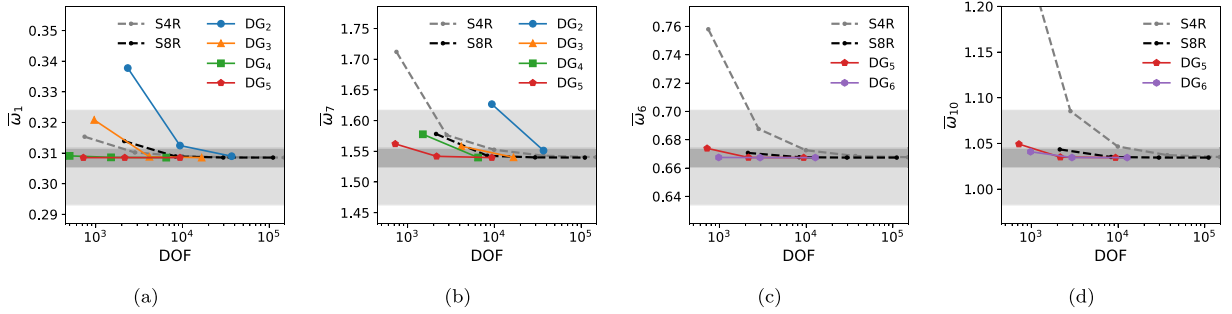 0.35
0.34
0.33
0.32
0.31
0.30
0.29
ω̅₁
S4R
S8R
DG₂
DG₃
DG₄
DG₅
10³
10⁴
10⁵
DOF
(a)
1.75
1.70
1.65
1.60
1.55
1.50
1.45
ω̅₇
S4R
S8R
DG₂
DG₃
DG₄
DG₅
10³
10⁴
10⁵
DOF
(b)
0.76
0.74
0.72
0.70
0.68
0.66
0.64
ω̅₆
S4R
S8R
DG₅
DG₆
10³
10⁴
10⁵
DOF
(c)
1.20
1.15
1.10
1.05
1.00
ω̅₁₀
S4R
S8R
DG₅
DG₆
10³
10⁴
10⁵
DOF
(d)